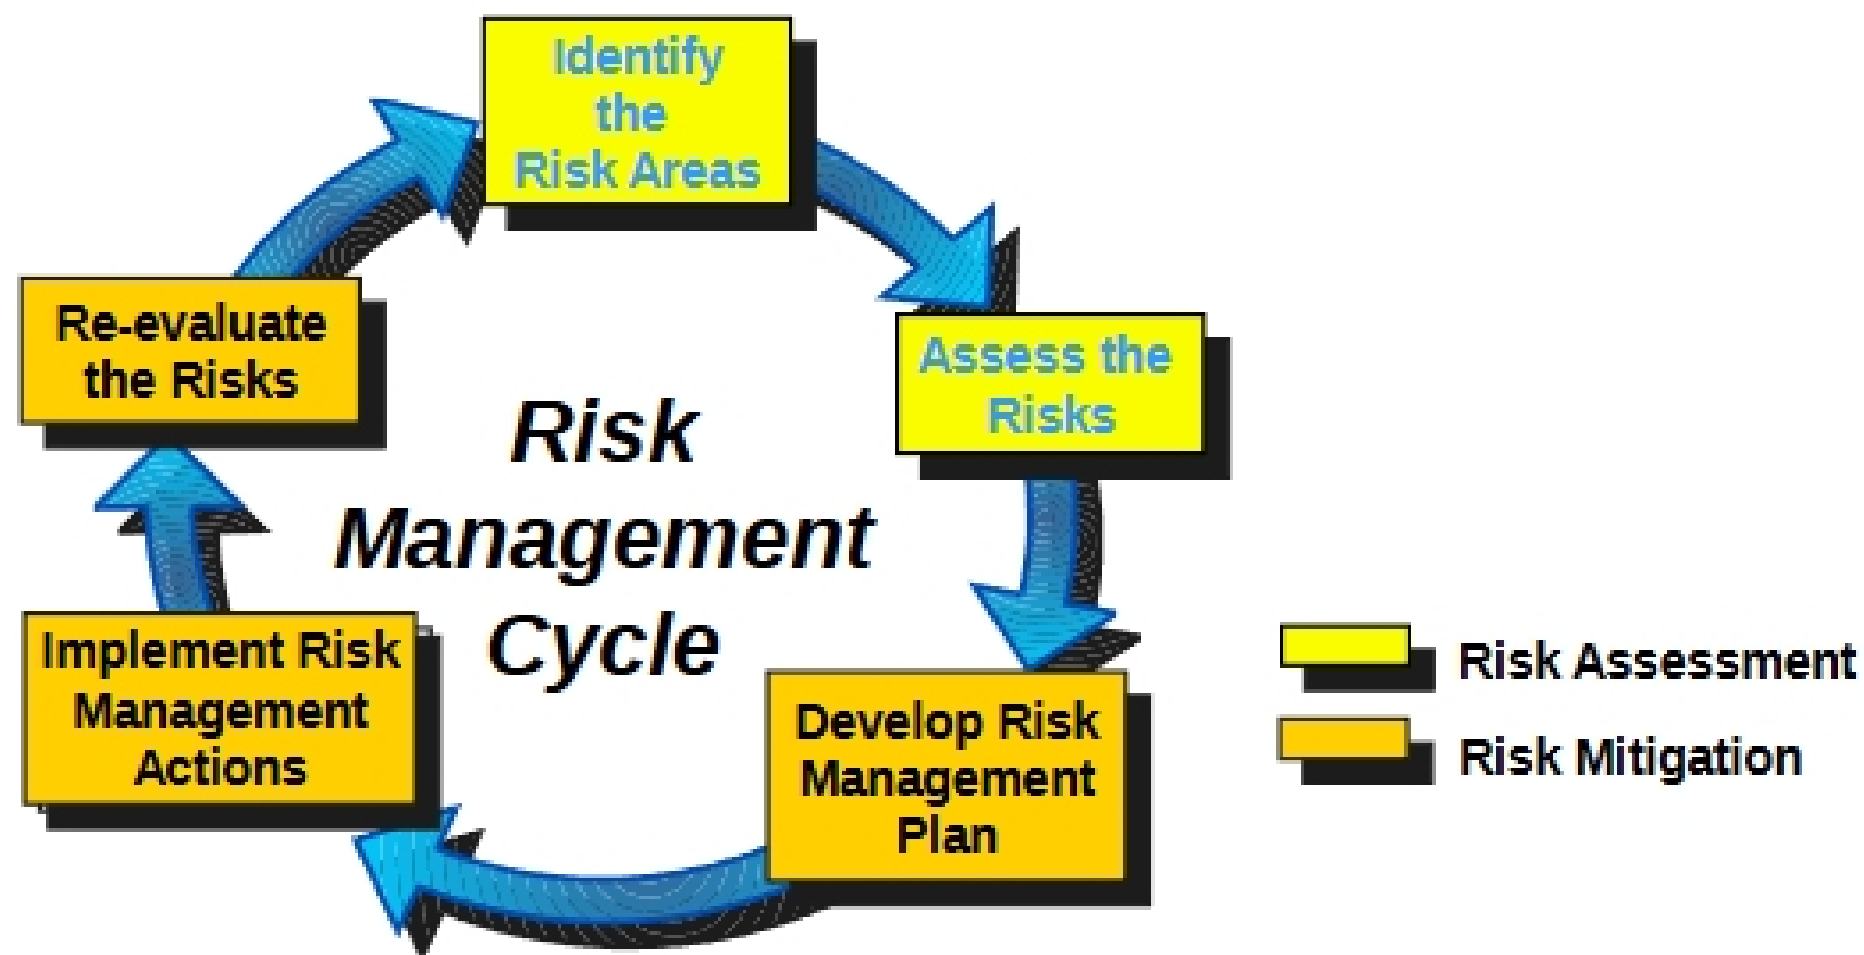 Identify
the
Risk Areas
Assess the
Risks
Develop Risk
Management
Plan
Implement Risk
Management
Actions
Re-evaluate
the Risks
Risk
Management
Cycle
Risk Assessment
Risk Mitigation